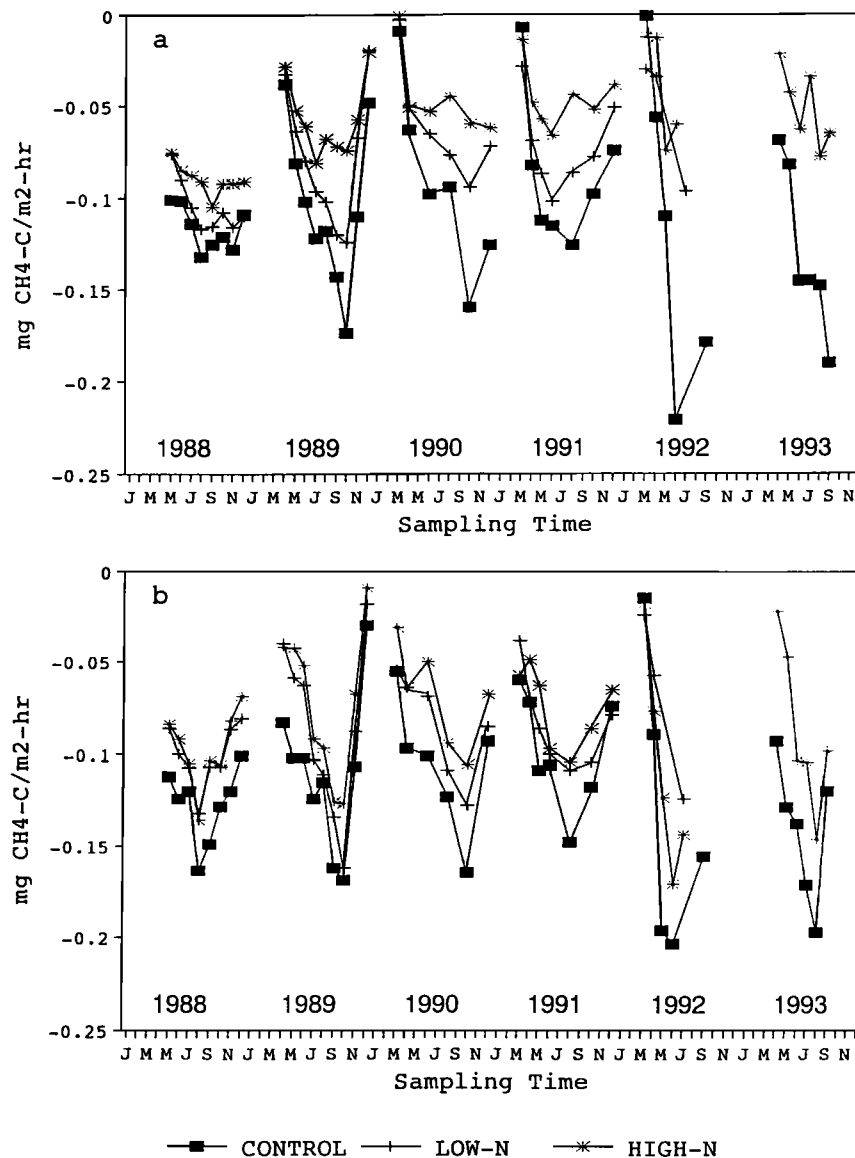 a
0
-0.05
-0.1
-0.15
-0.2
-0.25
mg CH4-C/m2-hr
1988 1989 1990 1991 1992 1993
J M M J S N J M M J S N J M M J S N J M M J S N J M M J S N J M M J S N
Sampling Time
b
0
-0.05
-0.1
-0.15
-0.2
-0.25
mg CH4-C/m2-hr
1988 1989 1990 1991 1992 1993
J M M J S N J M M J S N J M M J S N J M M J S N J M M J S N J M M J S N
Sampling Time
CONTROL LOW-N HIGH-N